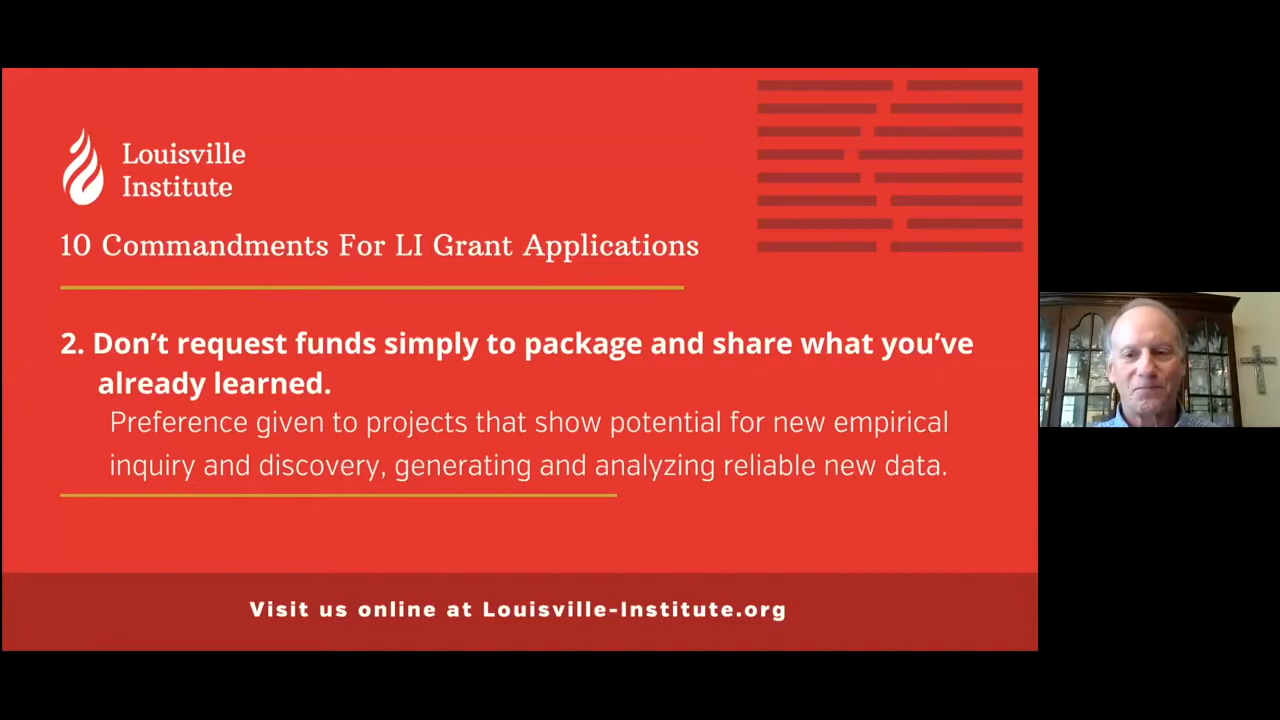 Louisville
Institute
10 Commandments For LI Grant Applications
2. Don’t request funds simply to package and share what you’ve
already learned.
Preference given to projects that show potential for new empirical
inquiry and discovery, generating and analyzing reliable new data.
Visit us online at Louisville-Institute.org